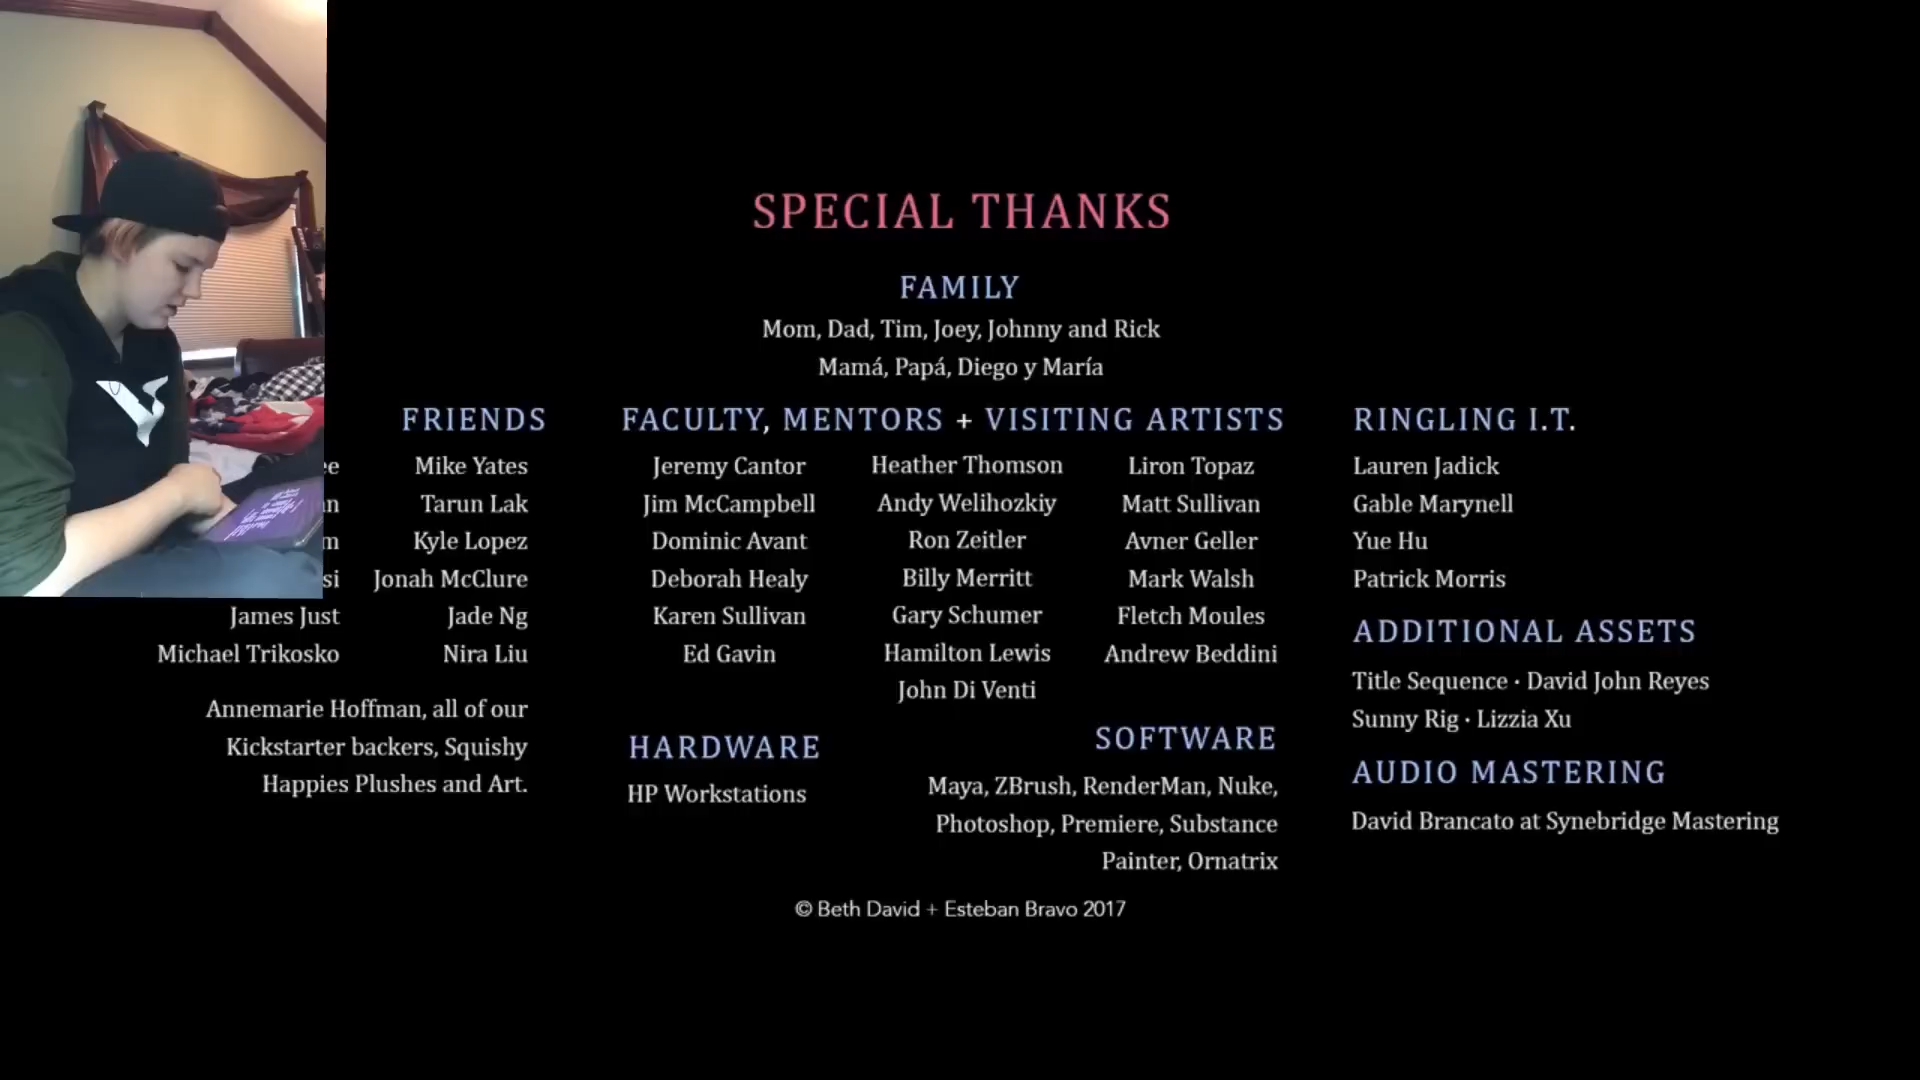 SPECIAL THANKS
FAMILY
Mom, Dad, Tim, Joey, Johnny and Rick
Mamá, Papá, Diego y María
FRIENDS
Mike Yates
Tarun Lak
Kyle Lopez
Jonah McClure
James Just
Jade Ng
Michael Trikosko
Nira Liu
Annemarie Hoffman, all of our
Kickstarter backers, Squishy
Happies Plushes and Art.
FACULTY, MENTORS + VISITING ARTISTS
Jeremy Cantor
Jim McCampbell
Dominic Avant
Deborah Healy
Karen Sullivan
Ed Gavin
Heather Thomson
Andy Welihozkiy
Ron Zeitler
Billy Merritt
Gary Schumer
Hamilton Lewis
John Di Venti
Liron Topaz
Matt Sullivan
Avner Geller
Mark Walsh
Fletch Moules
Andrew Beddini
HARDWARE
HP Workstations
SOFTWARE
Maya, ZBrush, RenderMan, Nuke,
Photoshop, Premiere, Substance
Painter, Ornatrix
RINGLING I.T.
Lauren Jadick
Gable Marynell
Yue Hu
Patrick Morris
ADDITIONAL ASSETS
Title Sequence · David John Reyes
Sunny Rig · Lizzia Xu
AUDIO MASTERING
David Brancato at Synebridge Mastering
© Beth David + Esteban Bravo 2017